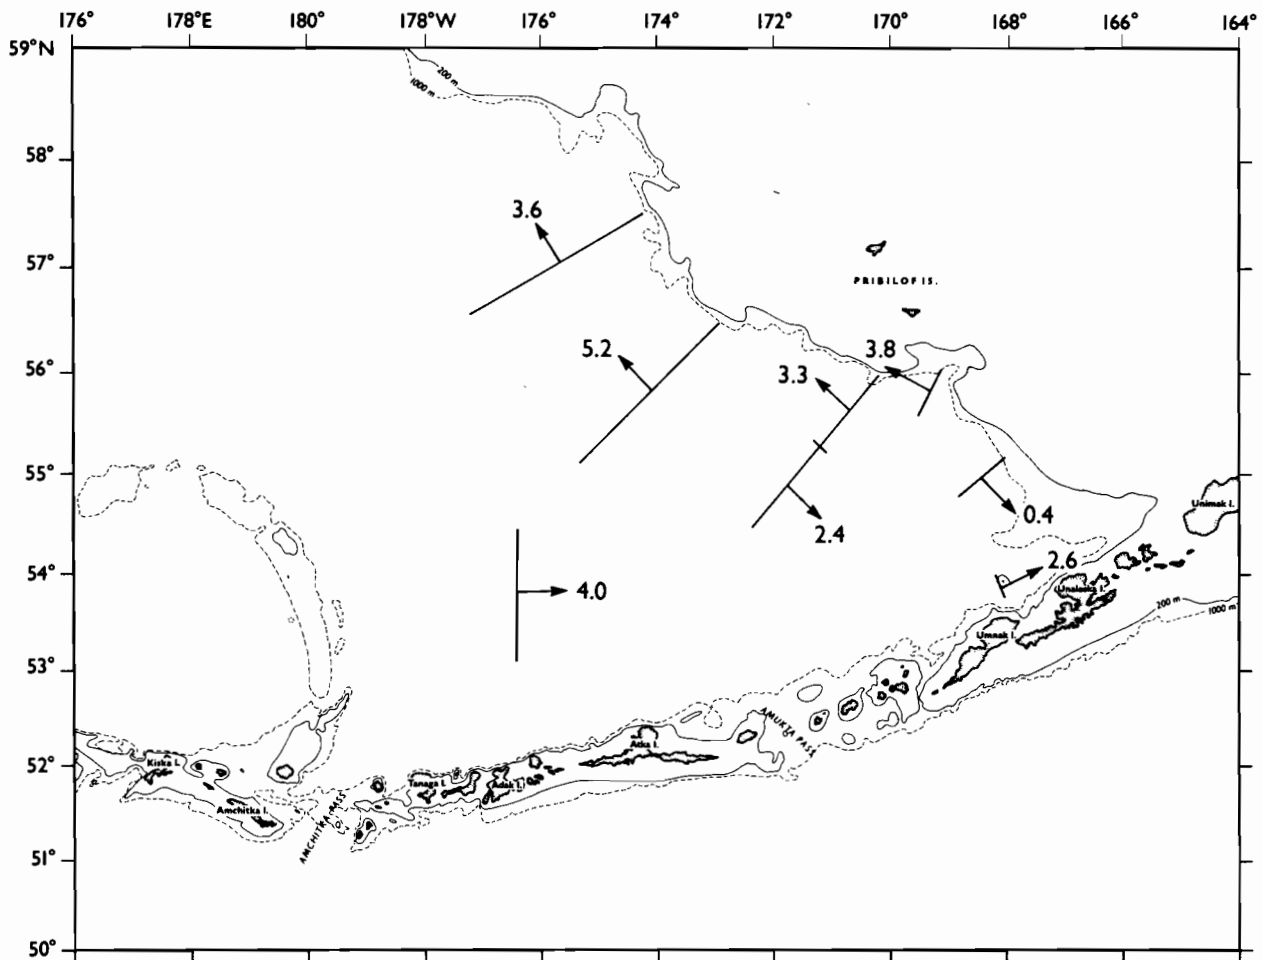 176° 178°E 180° 178°W 176° 174° 172° 170° 168° 166° 164°
59°N
200 m
1000 m
58°
3.6
57°
PRIBILOF IS.
5.2
3.8
56°
3.3
55°
Unimak I.
0.4
2.4
54°
2.6
4.0
Unalaska I.
200 m
1000 m
Umnak I.
53°
AMUKTA PASS
Atka I.
52°
Kiska I.
Tanaga I.
Adak I.
Amchitka I.
AMCHITKA PASS
51°
50°